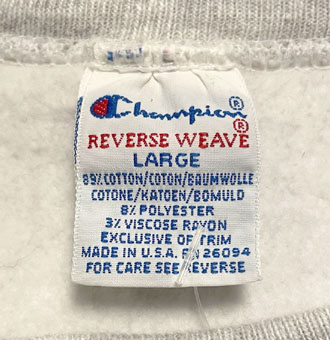 Champion®
REVERSE WEAVE®
LARGE
89% COTTON/COTON/BAUMWOLLE
COTONE/KATOEN/BOMULD
8% POLYESTER
3% VISCOSE RAYON
EXCLUSIVE OF TRIM
MADE IN U.S.A. RN 26094
FOR CARE SEE REVERSE